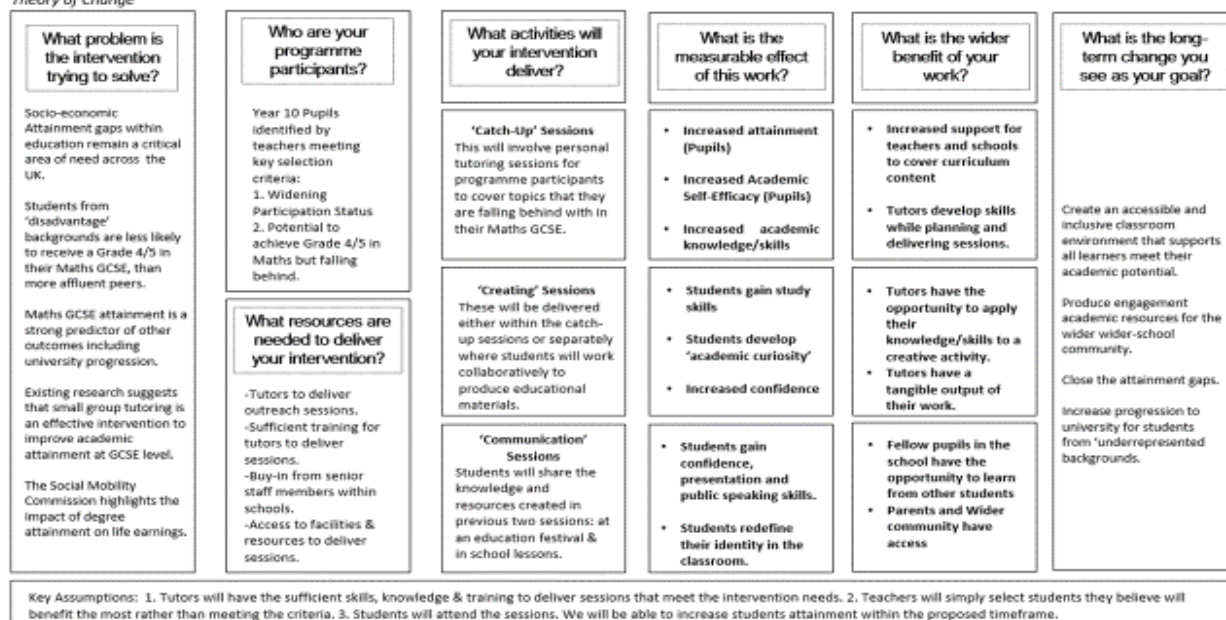 Theory of Change
What problem is
the intervention
trying to solve?
Socio-economic
Attainment gaps within
education remain a critical
area of need across the
UK.
Students from
'disadvantage'
backgrounds are less likely
to receive a Grade 4/5 in
their Maths GCSE, than
more affluent peers.
Maths GCSE attainment is a
strong predictor of other
outcomes including
university progression.
Existing research suggests
that small group tutoring is
an effective intervention to
improve academic
attainment at GCSE level.
The Social Mobility
Commission highlights the
impact of degree
attainment on life earnings.
Who are your
programme
participants?
Year 10 Pupils
identified by
teachers meeting
key selection
criteria:
1. Widening
Participation Status
2. Potential to
achieve Grade 4/5 in
Maths but falling
behind.
What resources are
needed to deliver
your intervention?
-Tutors to deliver
outreach sessions.
-Sufficient training for
tutors to deliver
sessions.
-Buy-in from senior
staff members within
schools.
-Access to facilities &
resources to deliver
sessions.
What activities will
your intervention
deliver?
'Catch-Up' Sessions
This will involve personal
tutoring sessions for
programme participants
to cover topics that they
are falling behind with in
their Maths GCSE.
'Creating' Sessions
These will be delivered
either within the catch-
up sessions or separately
where students will work
collaboratively to
produce educational
materials.
'Communication'
Sessions
Students will share the
knowledge and
resources created in
previous two sessions: at
an education festival &
in school lessons.
What is the
measurable effect
of this work?
• Increased attainment
(Pupils)
• Increased Academic
Self-Efficacy (Pupils)
• Increased academic
knowledge/skills
• Students gain study
skills
• Students develop
'academic curiosity'
• Increased confidence
• Students gain
confidence,
presentation and
public speaking skills.
• Students redefine
their identity in the
classroom.
What is the wider
benefit of your
work?
• Increased support for
teachers and schools
to cover curriculum
content
• Tutors develop skills
while planning and
delivering sessions.
• Tutors have the
opportunity to apply
their
knowledge/skills to a
creative activity.
• Tutors have a
tangible output of
their work.
• Fellow pupils in the
school have the
opportunity to learn
from other students
• Parents and Wider
community have
access
What is the long-
term change you
see as your goal?
Create an accessible and
inclusive classroom
environment that supports
all learners meet their
academic potential.
Produce engagement
academic resources for the
wider wider-school
community.
Close the attainment gaps.
Increase progression to
university for students
from 'underrepresented
backgrounds.
Key Assumptions: 1. Tutors will have the sufficient skills, knowledge & training to deliver sessions that meet the intervention needs. 2. Teachers will simply select students they believe will
benefit the most rather than meeting the criteria. 3. Students will attend the sessions. We will be able to increase students attainment within the proposed timeframe.